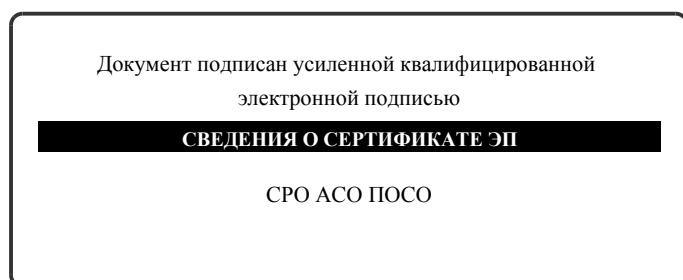 Документ подписан усиленной квалифицированной
электронной подписью
СВЕДЕНИЯ О СЕРТИФИКАТЕ ЭП
СРО АСО ПОСО